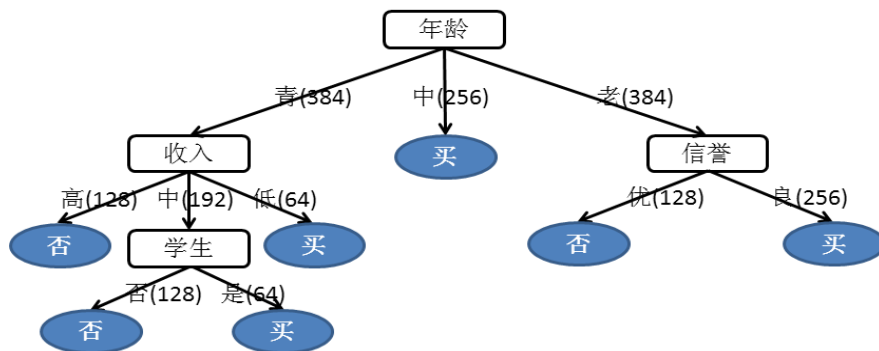 年龄
青(384) 中(256) 老(384)
收入 买 信誉
高(128) 中(192) 低(64) 优(128) 良(256)
否 学生 买 否 买
否(128) 是(64)
否 买